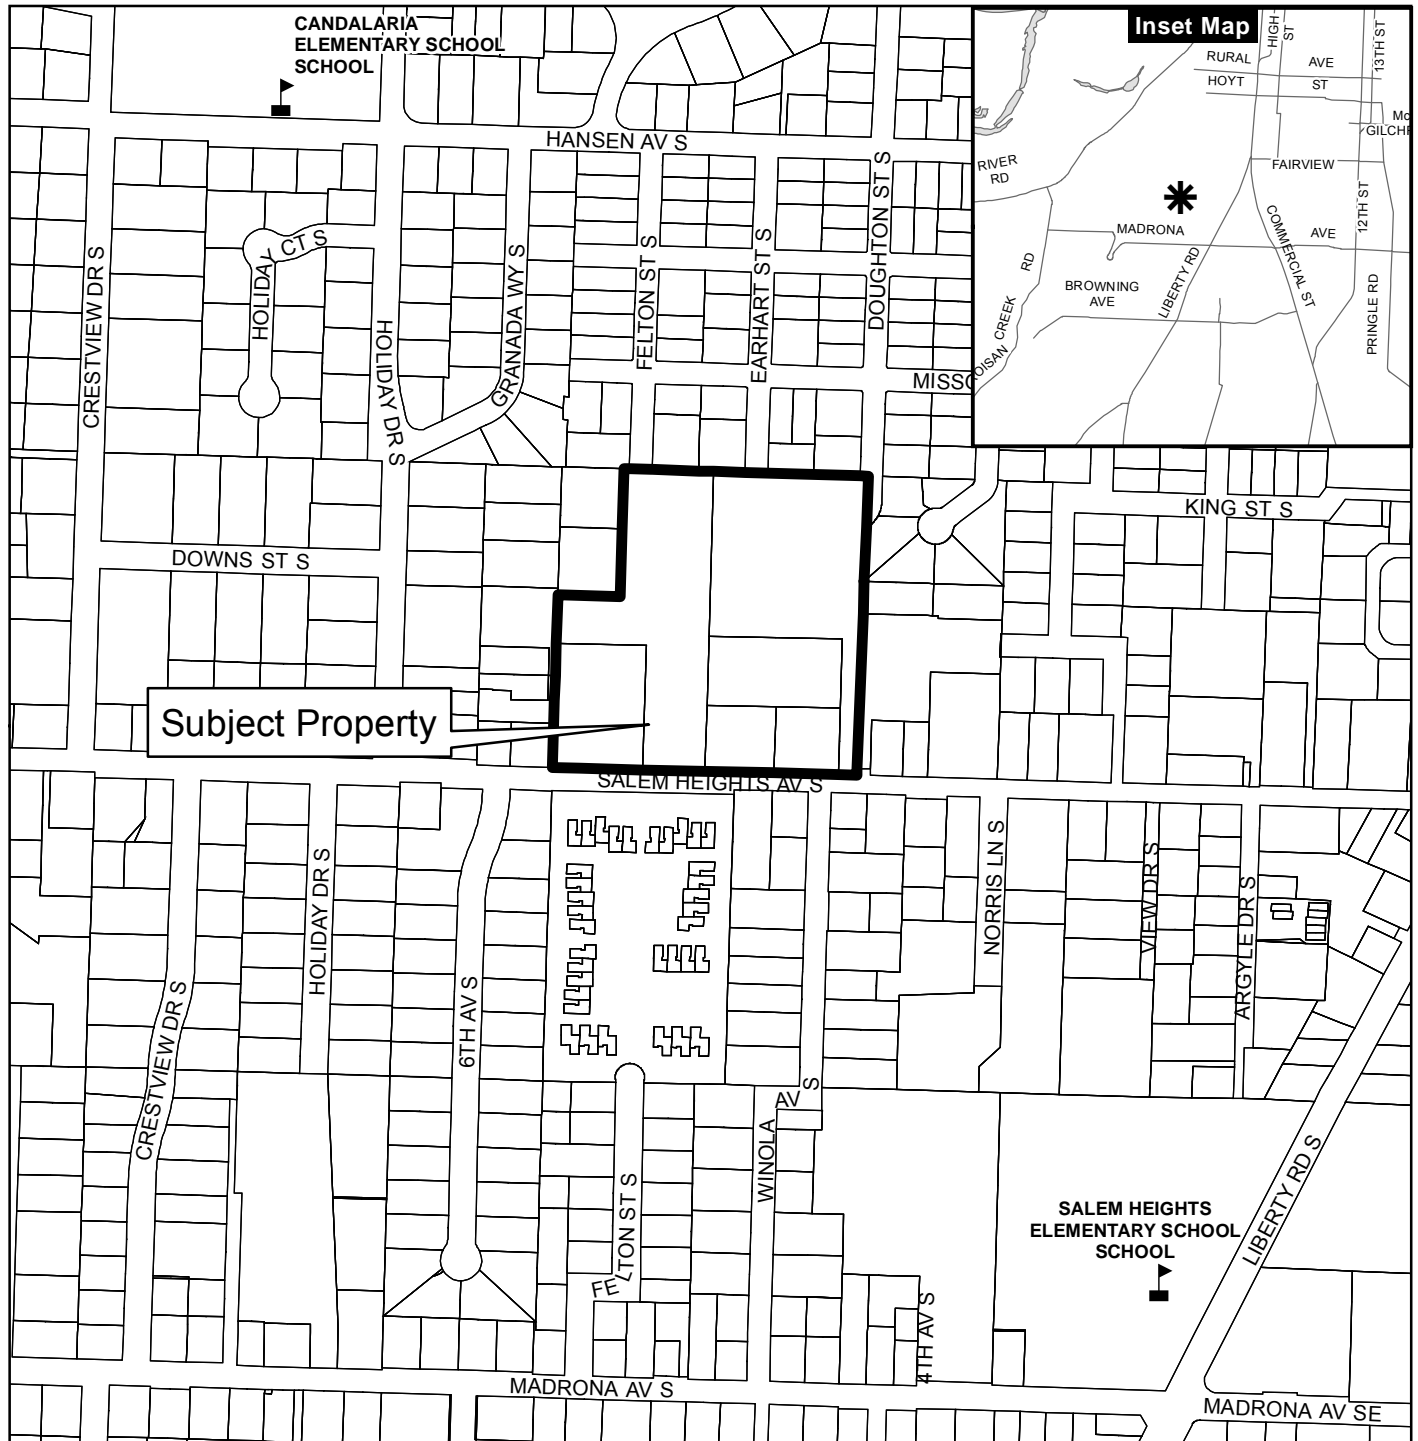 CANDALARIA
ELEMENTARY SCHOOL
SCHOOL
Inset Map
HIGH ST
13TH ST
RURAL AVE
HOYT ST
Mc
GILCHR
FAIRVIEW
RIVER
RD
12TH ST
MADRONA AVE
COMMERCIAL ST
LIBERTY RD
RD
BROWNING
AVE
CREEK
OISAN
PRINGLE RD
HANSEN AV S
CRESTVIEW DR S
HOLIDAY CT S
HOLIDAY DR S
GRANADA WY S
FELTON ST S
EARHART ST S
DOUGHTON ST S
MISSO
KING ST S
DOWNS ST S
Subject Property
SALEM HEIGHTS AV S
CRESTVIEW DR S
HOLIDAY DR S
6TH AV S
NORRIS LN S
VIEW DR S
ARGYLE DR S
WINOLA AV S
FELTON ST S
4TH AV S
LIBERTY RD S
SALEM HEIGHTS
ELEMENTARY SCHOOL
SCHOOL
MADRONA AV S
MADRONA AV SE